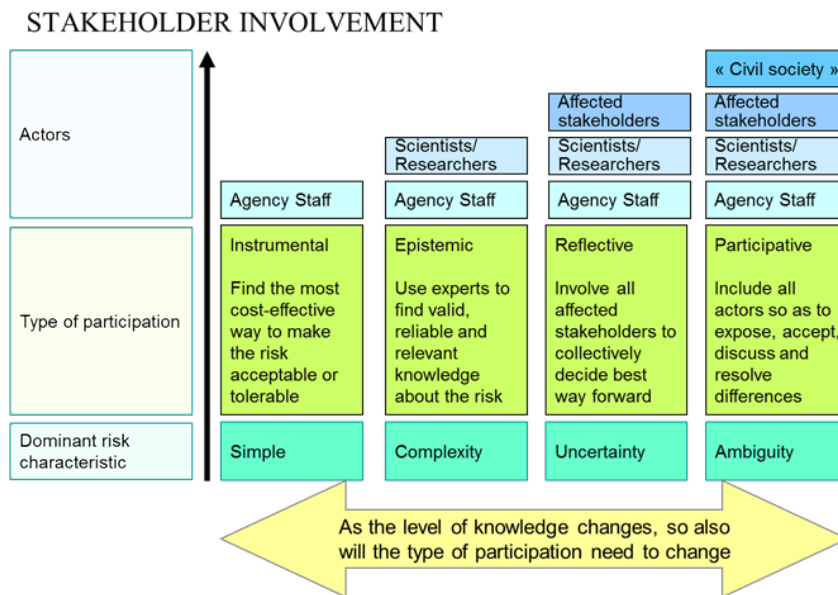 STAKEHOLDER INVOLVEMENT
Actors
« Civil society »
Affected
stakeholders
Affected
stakeholders
Scientists/
Researchers
Scientists/
Researchers
Scientists/
Researchers
Agency Staff
Agency Staff
Agency Staff
Agency Staff
Type of participation
Instrumental
Find the most
cost-effective
way to make
the risk
acceptable or
tolerable
Epistemic
Use experts to
find valid,
reliable and
relevant
knowledge
about the risk
Reflective
Involve all
affected
stakeholders to
collectively
decide best
way forward
Participative
Include all
actors so as to
expose, accept,
discuss and
resolve
differences
Dominant risk
characteristic
Simple
Complexity
Uncertainty
Ambiguity
As the level of knowledge changes, so also
will the type of participation need to change